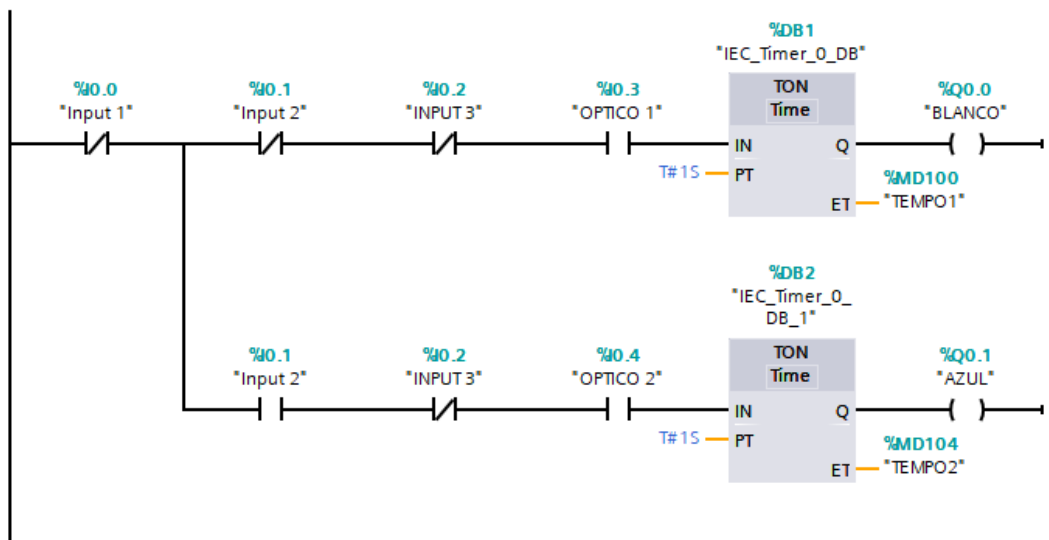 %DB1
"IEC_Timer_0_DB"
%I0.0
"Input 1"
%I0.1
"Input 2"
%I0.2
"INPUT 3"
%I0.3
"OPTICO 1"
TON
Time
%Q0.0
"BLANCO"
IN
Q
T#1S
PT
ET
%MD100
"TEMPO1"
%DB2
"IEC_Timer_0_
DB_1"
%I0.1
"Input 2"
%I0.2
"INPUT 3"
%I0.4
"OPTICO 2"
TON
Time
%Q0.1
"AZUL"
IN
Q
T#1S
PT
ET
%MD104
"TEMPO2"